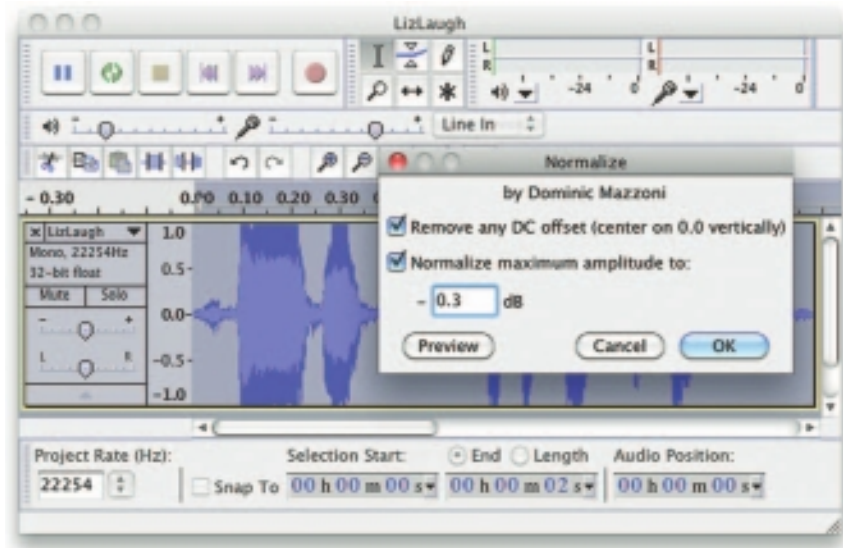 LizLaugh
L
R
-24
0
L
R
-24
0
Line In
Normalize
by Dominic Mazzoni
Remove any DC offset (center on 0.0 vertically)
Normalize maximum amplitude to:
- 0.3 dB
Preview Cancel OK
- 0.30 0.00 0.10 0.20 0.30
LizLaugh
Mono, 22254Hz
32-bit float
Mute Solo
- +
L R
1.0
0.5-
0.0-
-0.5-
-1.0
Project Rate (Hz): Selection Start: End Length Audio Position:
22254 Snap To 00 h 00 m 00 s 00 h 00 m 02 s 00 h 00 m 00 s